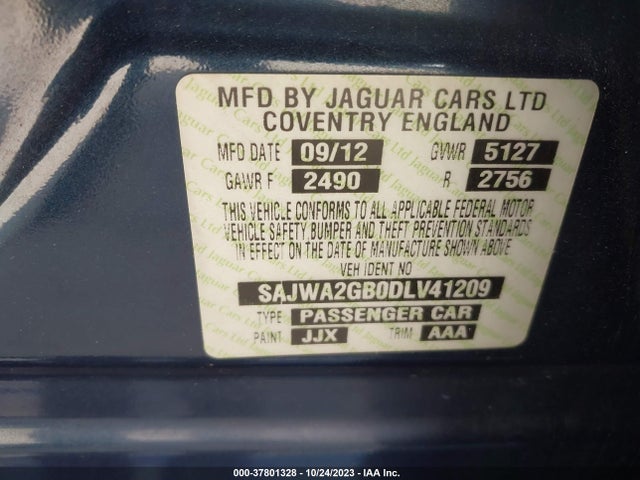 MFD BY JAGUAR CARS LTD
COVENTRY ENGLAND
MFD DATE 09/12 GVWR 5127
GAWR F 2490 R 2756
THIS VEHICLE CONFORMS TO ALL APPLICABLE FEDERAL MOTOR
VEHICLE SAFETY BUMPER AND THEFT PREVENTION STANDARDS
IN EFFECT ON THE DATE OF MANUFACTURE SHOWN ABOVE
VEH IDENT NO
SAJWA2GB0DLV41209
TYPE PASSENGER CAR
PAINT JJX TRIM AAA
000-37801328 - 10/24/2023 - IAA Inc.